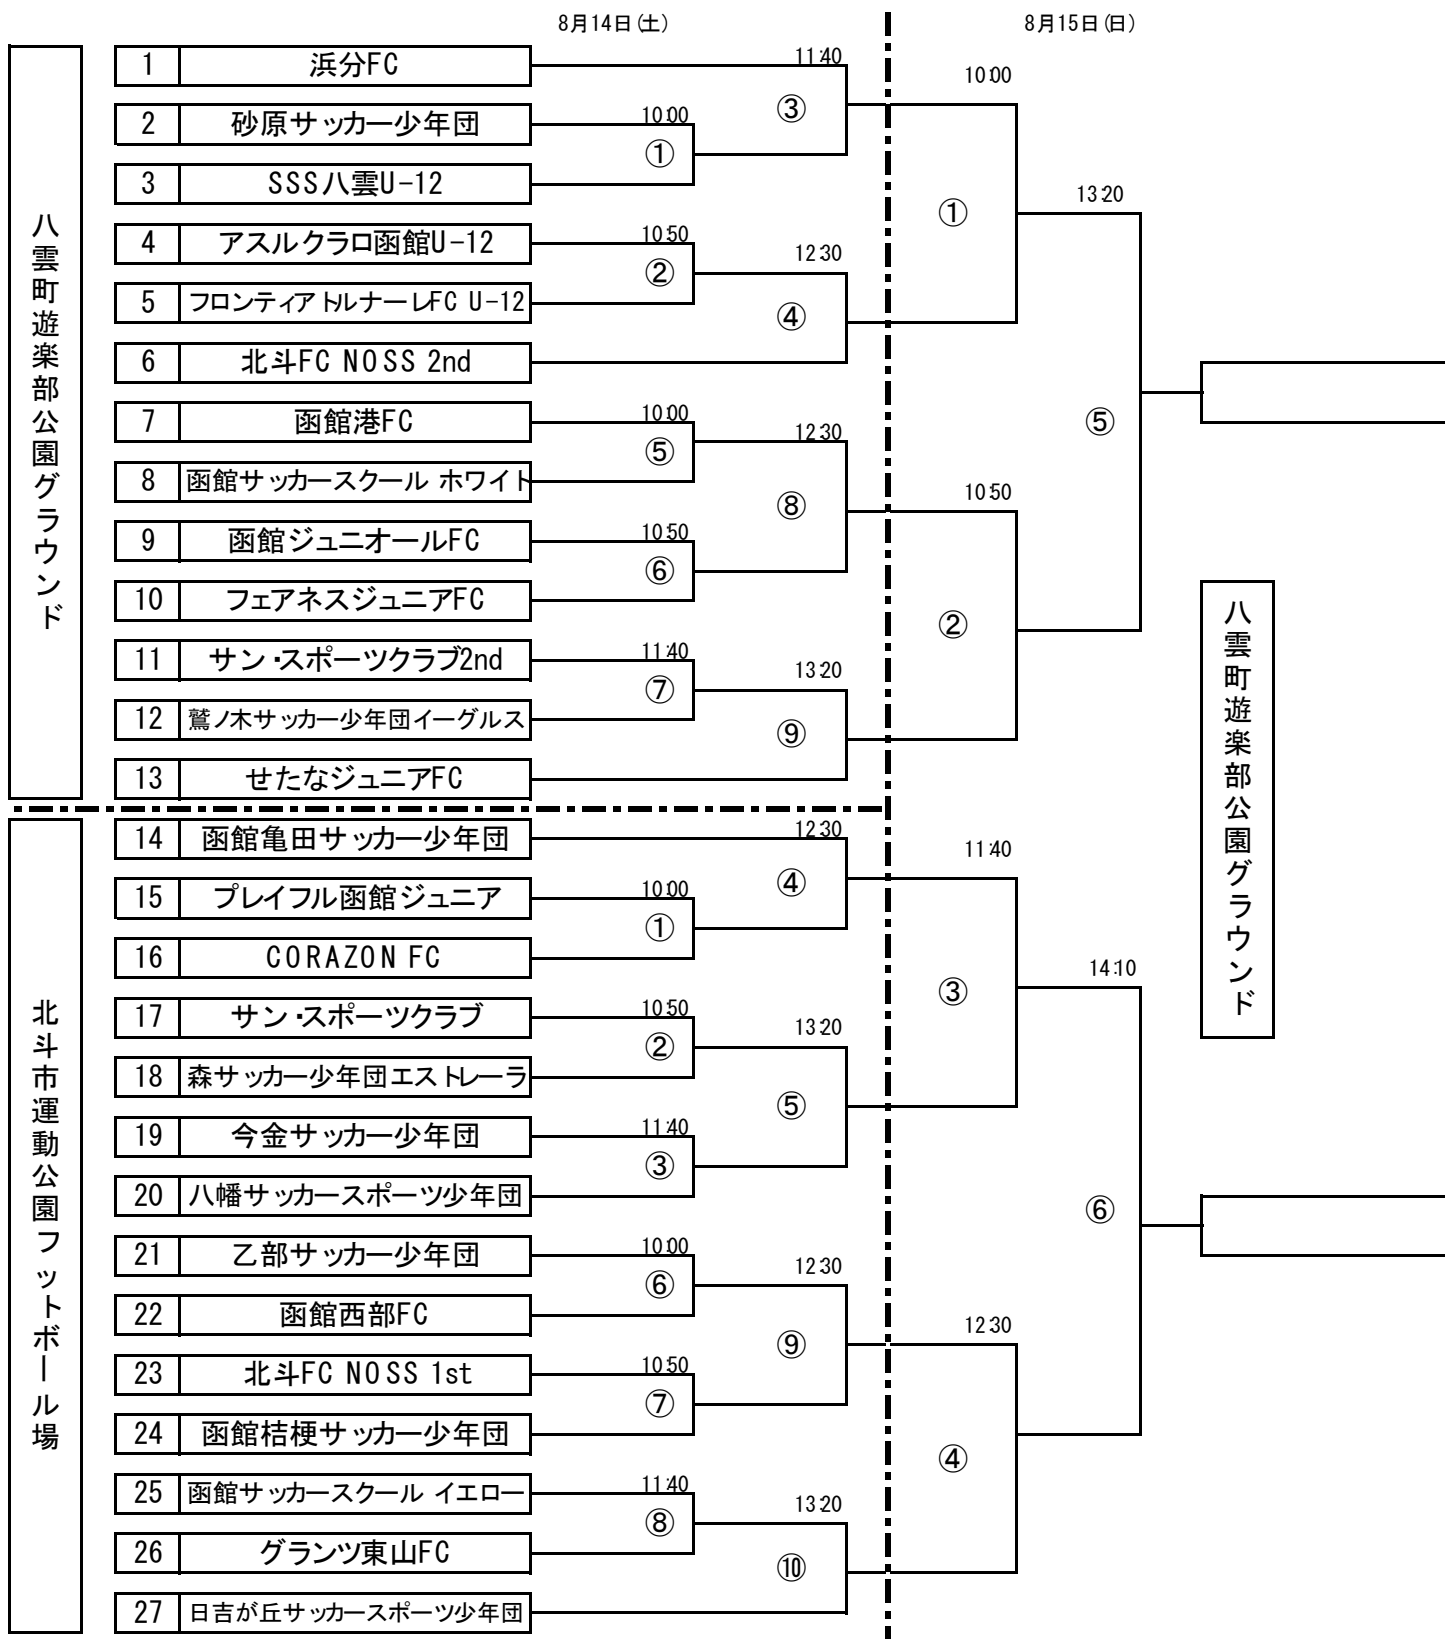 8月14日(土)
8月15日(日)
八雲町遊楽部公園グラウンド
1 浜分FC
11:40
③
10:00
2 砂原サッカー少年団
10:00
①
3 SSS八雲U-12
4 アスルクラロ函館U-12
10:50
②
12:30
①
13:20
5 フロンティアトルナーレFC U-12
④
6 北斗FC NOSS 2nd
7 函館港FC
10:00
⑤
12:30
⑤
8 函館サッカースクール ホワイト
⑧
10:50
9 函館ジュニオールFC
10:50
⑥
10 フェアネスジュニアFC
②
11 サン・スポーツクラブ2nd
11:40
⑦
13:20
12 鷲ノ木サッカー少年団イーグルス
⑨
13 せたなジュニアFC
八雲町遊楽部公園グラウンド
北斗市運動公園フットボール場
14 函館亀田サッカー少年団
12:30
④
11:40
15 プレイフル函館ジュニア
10:00
①
16 CORAZON FC
③
14:10
17 サン・スポーツクラブ
10:50
②
13:20
18 森サッカー少年団エストレーラ
⑤
19 今金サッカー少年団
11:40
③
20 八幡サッカースポーツ少年団
⑥
21 乙部サッカー少年団
10:00
⑥
12:30
22 函館西部FC
⑨
12:30
23 北斗FC NOSS 1st
10:50
⑦
24 函館桔梗サッカー少年団
④
25 函館サッカースクール イエロー
11:40
⑧
13:20
26 グランツ東山FC
⑩
27 日吉が丘サッカースポーツ少年団